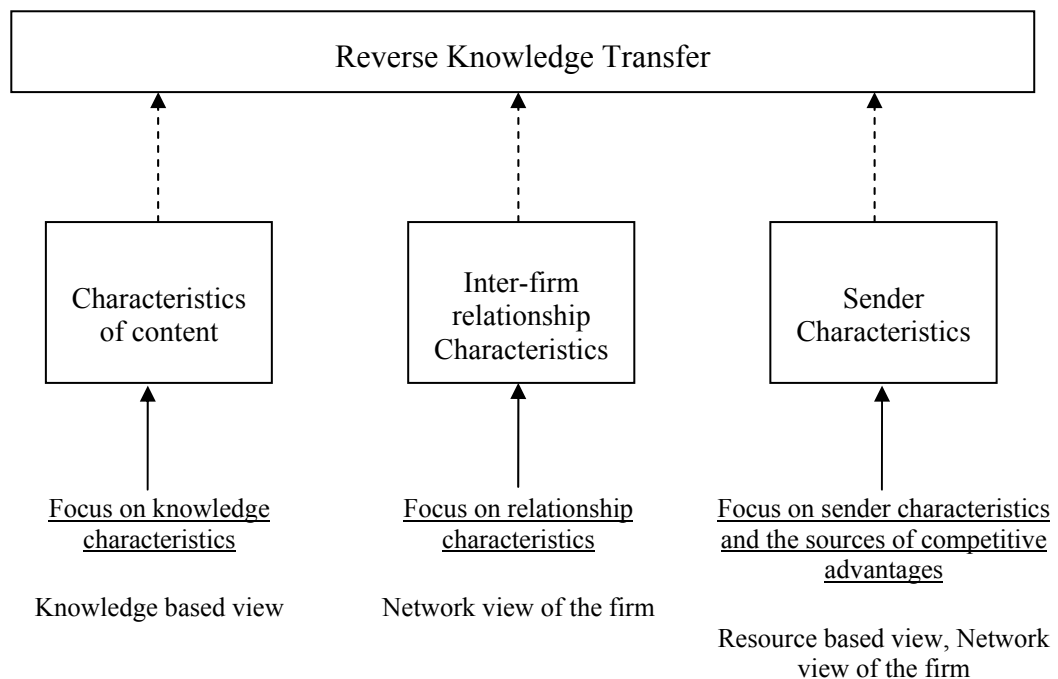 Reverse Knowledge Transfer
Characteristics
of content
Inter-firm
relationship
Characteristics
Sender
Characteristics
Focus on knowledge
characteristics
Knowledge based view
Focus on relationship
characteristics
Network view of the firm
Focus on sender characteristics
and the sources of competitive
advantages
Resource based view, Network
view of the firm